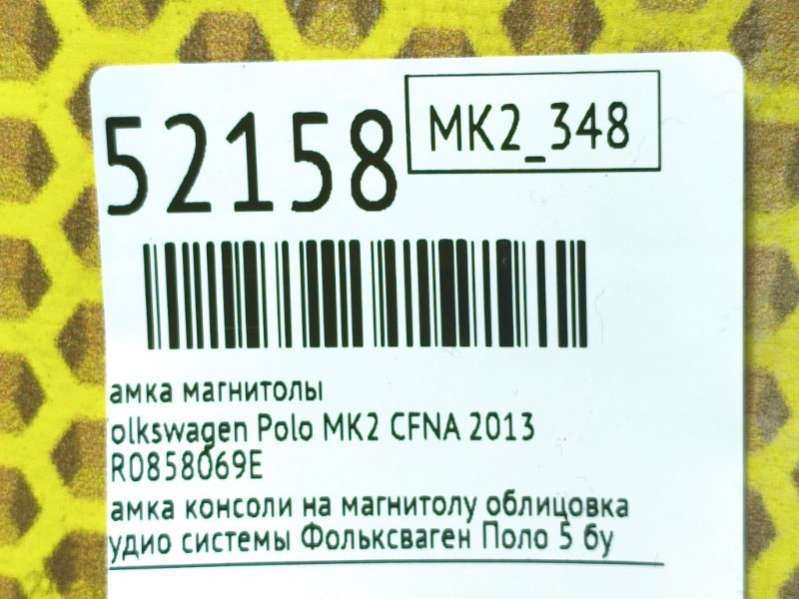 52158
MK2_348
амка магнитолы
olkswagen Polo MK2 CFNA 2013
R0858069E
амка консоли на магнитолу облицовка
удио системы Фольксваген Поло 5 бу